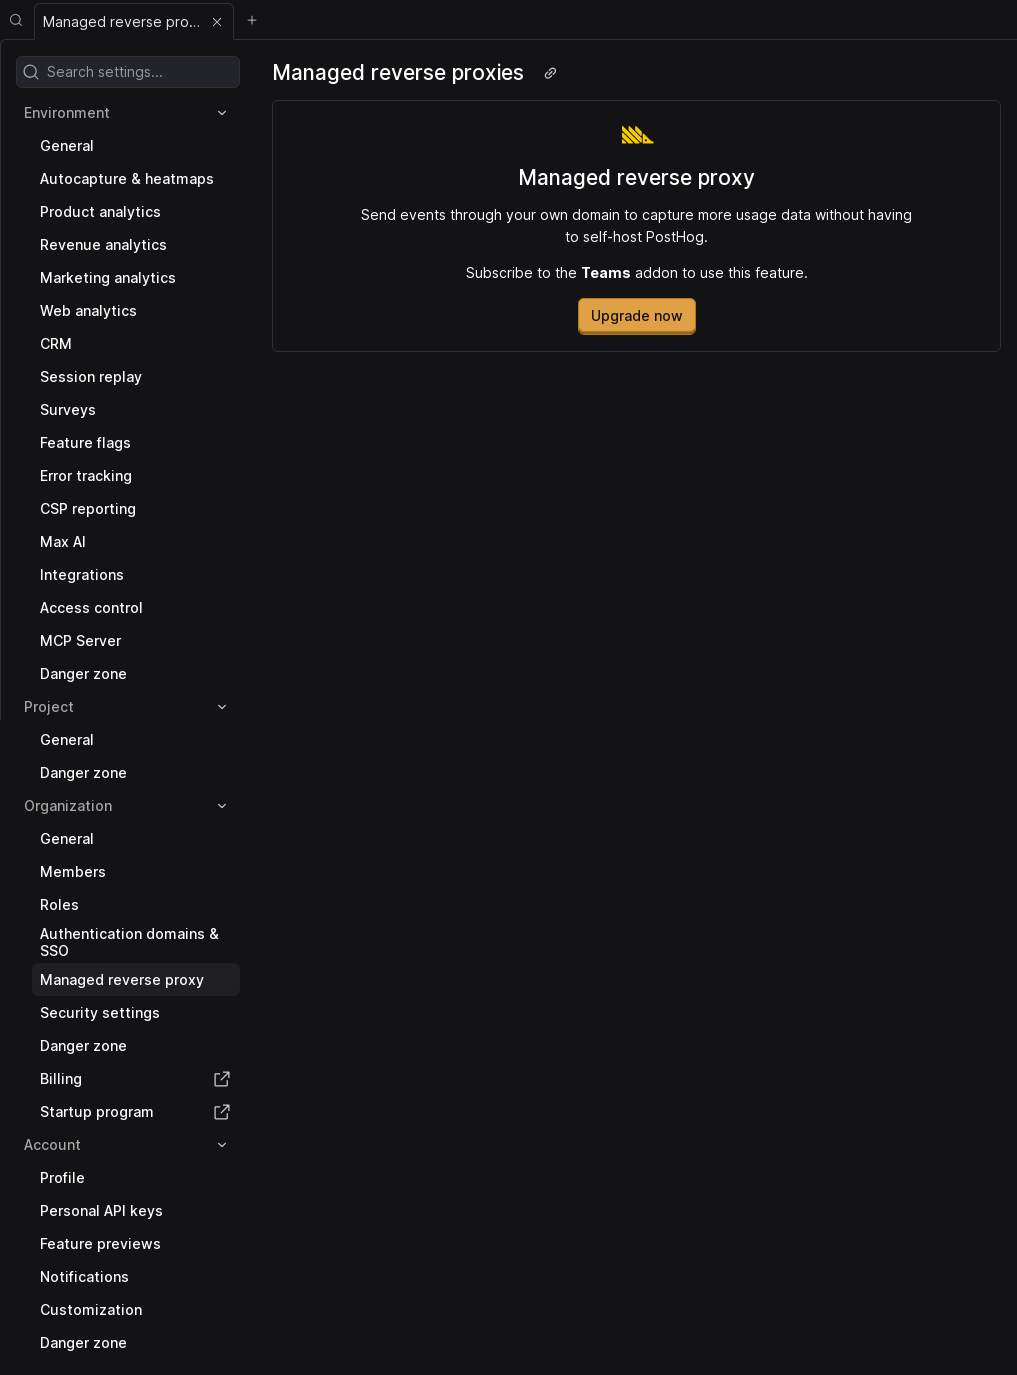 Managed reverse pro...
Search settings...
Environment
General
Autocapture & heatmaps
Product analytics
Revenue analytics
Marketing analytics
Web analytics
CRM
Session replay
Surveys
Feature flags
Error tracking
CSP reporting
Max AI
Integrations
Access control
MCP Server
Danger zone
Project
General
Danger zone
Organization
General
Members
Roles
Authentication domains &
SSO
Managed reverse proxy
Security settings
Danger zone
Billing
Startup program
Account
Profile
Personal API keys
Feature previews
Notifications
Customization
Danger zone
Managed reverse proxies
Managed reverse proxy
Send events through your own domain to capture more usage data without having
to self-host PostHog.
Subscribe to the Teams addon to use this feature.
Upgrade now